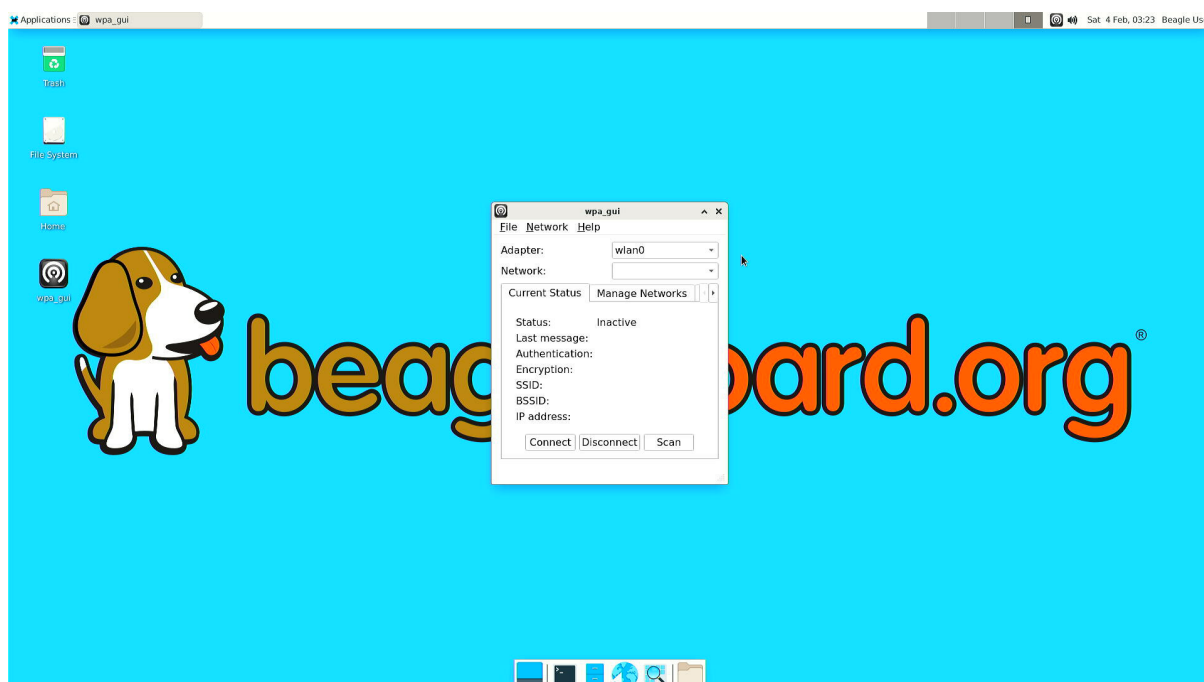 Applications
wpa_gui
Sat 4 Feb, 03:23
Beagle Us
Trash
File System
Home
wpa_gui
wpa_gui
File Network Help
Adapter: wlan0
Network:
Current Status Manage Networks
Status: Inactive
Last message:
Authentication:
Encryption:
SSID:
BSSID:
IP address:
Connect Disconnect Scan
beag
oard.org®